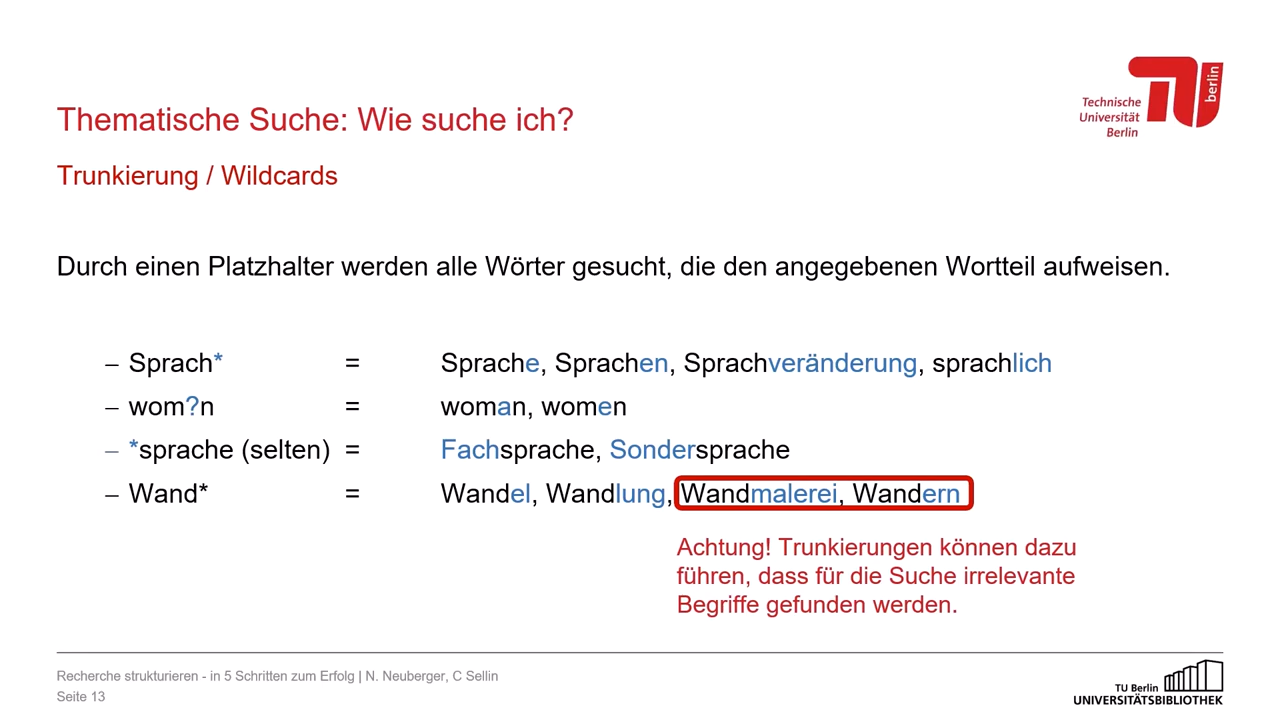 Technische
Universität
Berlin
berlin
Thematische Suche: Wie suche ich?
Trunkierung / Wildcards
Durch einen Platzhalter werden alle Wörter gesucht, die den angegebenen Wortteil aufweisen.
– Sprach* = Sprache, Sprachen, Sprachveränderung, sprachlich
– wom?n = woman, women
– *sprache (selten) = Fachsprache, Sondersprache
– Wand* = Wandel, Wandlung, Wandmalerei, Wandern
Achtung! Trunkierungen können dazu
führen, dass für die Suche irrelevante
Begriffe gefunden werden.
Recherche strukturieren - in 5 Schritten zum Erfolg | N. Neuberger, C Sellin
Seite 13
TU Berlin
UNIVERSITÄTSBIBLIOTHEK